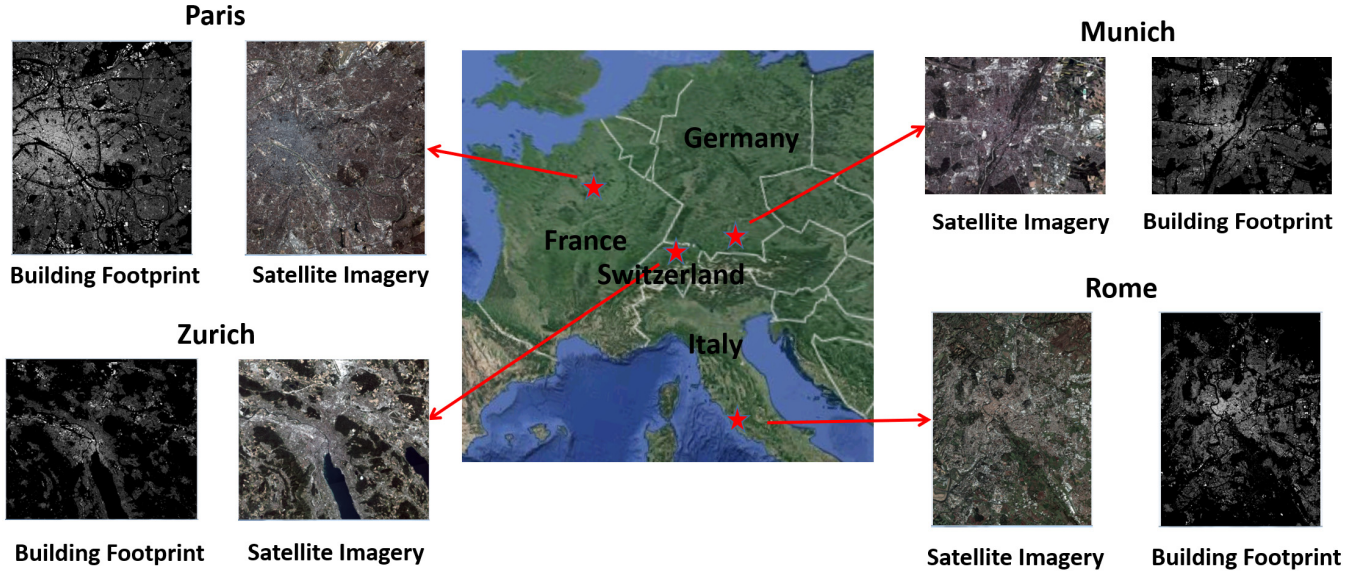 Paris
Building Footprint
Satellite Imagery
Zurich
Building Footprint
Satellite Imagery
Germany
France
Switzerland
Italy
Munich
Satellite Imagery
Building Footprint
Rome
Satellite Imagery
Building Footprint